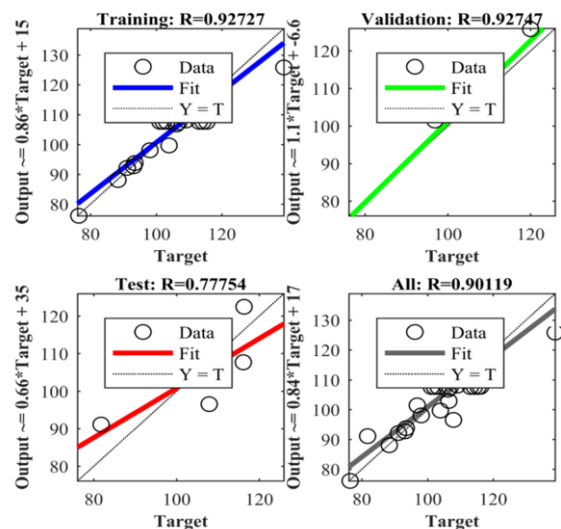 Training: R=0.92727
Output ~= 0.86*Target + 15
130
120
110
100
90
80
Data
Fit
Y = T
80
100
120
Target
Validation: R=0.92747
Output ~= 1.1*Target + -6.6
120
110
100
90
80
Data
Fit
Y = T
80
100
120
Target
Test: R=0.77754
Output ~= 0.66*Target + 35
120
110
100
90
80
Data
Fit
Y = T
80
100
120
Target
All: R=0.90119
Output ~= 0.84*Target + 17
130
120
110
100
90
80
Data
Fit
Y = T
80
100
120
Target